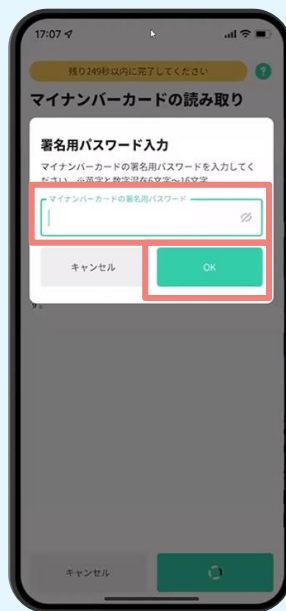 17:07
残り249秒以内に完了してください
?
マイナンバーカードの読み取り
署名用パスワード入力
マイナンバーカードの署名用パスワードを入力してく
ださい。※英字と数字混在6文字〜16文字
マイナンバーカードの署名用パスワード
キャンセル
OK
す。
キャンセル